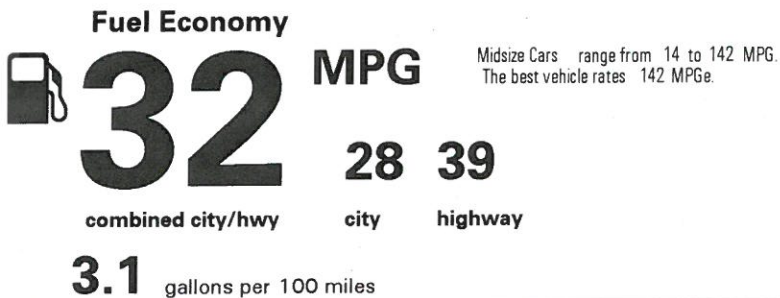 Fuel Economy
32 MPG
Midsize Cars range from 14 to 142 MPG.
The best vehicle rates 142 MPGe.
28 39
combined city/hwy city highway
3.1 gallons per 100 miles